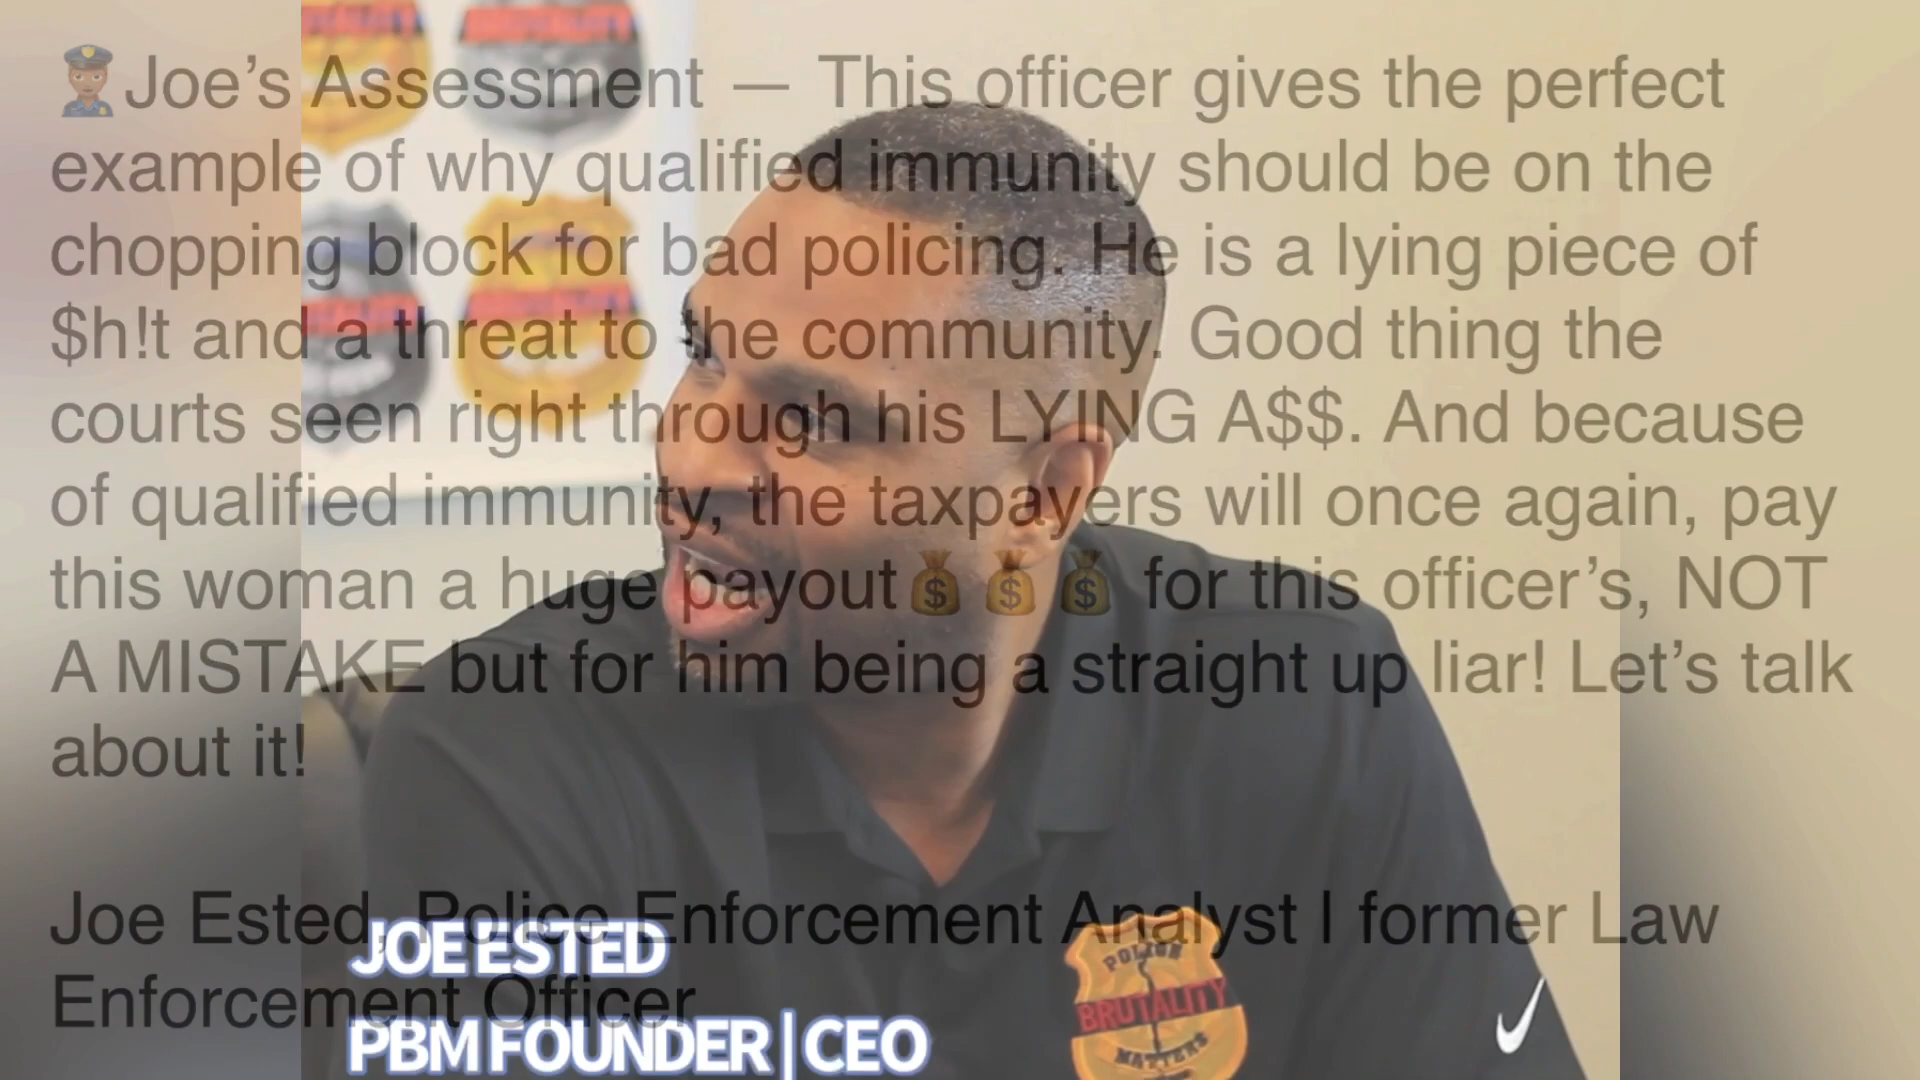 BRUTALITY BRUTALITY
👮🏽Joe’s Assessment — This officer gives the perfect
example of why qualified immunity should be on the
chopping block for bad policing. He is a lying piece of
$h!t and a threat to the community. Good thing the
courts seen right through his LYING A$$. And because
of qualified immunity, the taxpayers will once again, pay
this woman a huge payout💰💰💰 for this officer’s, NOT
A MISTAKE but for him being a straight up liar! Let’s talk
about it!
Joe Ested, Police Enforcement Analyst I former Law
Enforcement Officer
JOE ESTED
PBM FOUNDER | CEO
POLICE
BRUTALITY
MATTERS